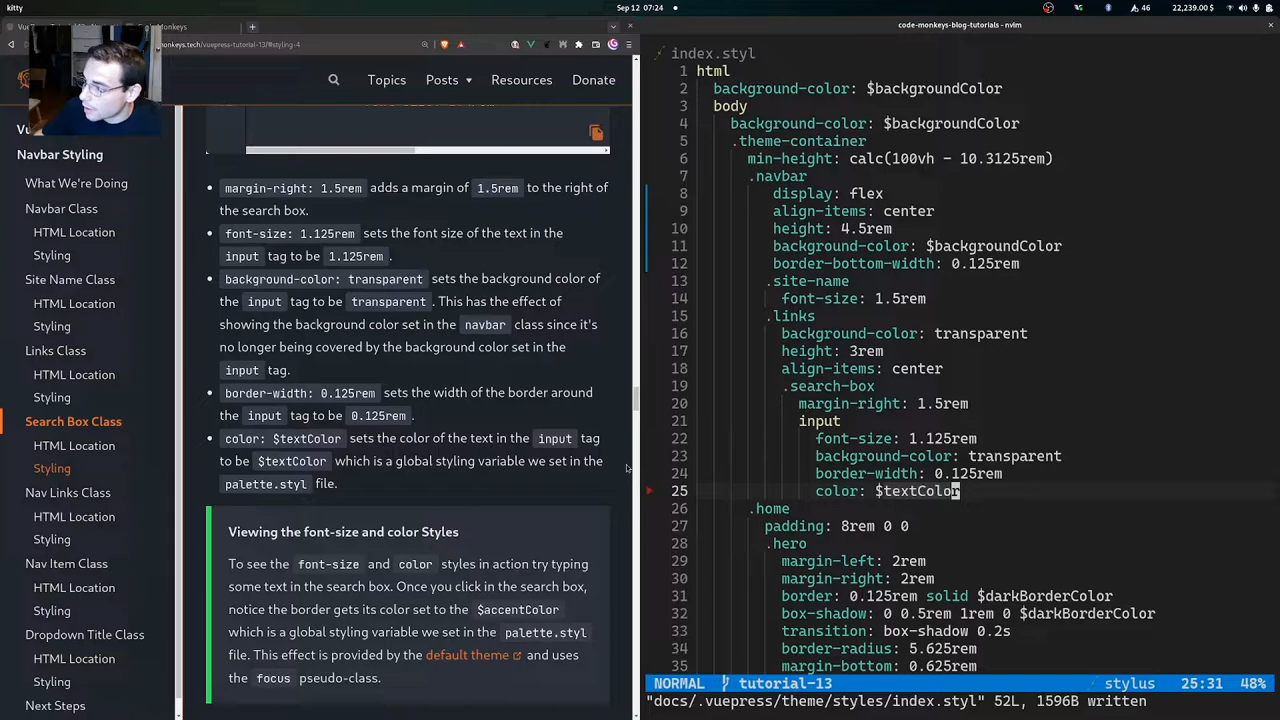 kitty
Sep 12 07:24
46
22,239.00 $
code-monkeys-blog-tutorials - nvim
monkeys.tech/vuepress-tutorial-13/#styling-4
Topics
Posts
Resources
Donate
Navbar Styling
What We're Doing
Navbar Class
HTML Location
Styling
Site Name Class
HTML Location
Styling
Links Class
HTML Location
Styling
Search Box Class
HTML Location
Styling
Nav Links Class
HTML Location
Styling
Nav Item Class
HTML Location
Styling
Dropdown Title Class
HTML Location
Styling
Next Steps
margin-right: 1.5rem adds a margin of 1.5rem to the right of
the search box.
font-size: 1.125rem sets the font size of the text in the
input tag to be 1.125rem .
background-color: transparent sets the background color of
the input tag to be transparent . This has the effect of
showing the background color set in the navbar class since it's
no longer being covered by the background color set in the
input tag.
border-width: 0.125rem sets the width of the border around
the input tag to be 0.125rem .
color: $textColor sets the color of the text in the input tag
to be $textColor which is a global styling variable we set in the
palette.styl file.
Viewing the font-size and color Styles
To see the font-size and color styles in action try typing
some text in the search box. Once you click in the search box,
notice the border gets its color set to the $accentColor
which is a global styling variable we set in the palette.styl
file. This effect is provided by the default theme and uses
the focus pseudo-class.
index.styl
1 html
2 background-color: $backgroundColor
3 body
4 background-color: $backgroundColor
5 .theme-container
6 min-height: calc(100vh - 10.3125rem)
7 .navbar
8 display: flex
9 align-items: center
10 height: 4.5rem
11 background-color: $backgroundColor
12 border-bottom-width: 0.125rem
13 .site-name
14 font-size: 1.5rem
15 .links
16 background-color: transparent
17 height: 3rem
18 align-items: center
19 .search-box
20 margin-right: 1.5rem
21 input
22 font-size: 1.125rem
23 background-color: transparent
24 border-width: 0.125rem
25 color: $textColor
26 .home
27 padding: 8rem 0 0
28 .hero
29 margin-left: 2rem
30 margin-right: 2rem
31 border: 0.125rem solid $darkBorderColor
32 box-shadow: 0 0.5rem 1rem 0 $darkBorderColor
33 transition: box-shadow 0.2s
34 border-radius: 5.625rem
35 margin-bottom: 0.625rem
NORMAL tutorial-13 stylus 25:31 48%
"docs/.vuepress/theme/styles/index.styl" 52L, 1596B written